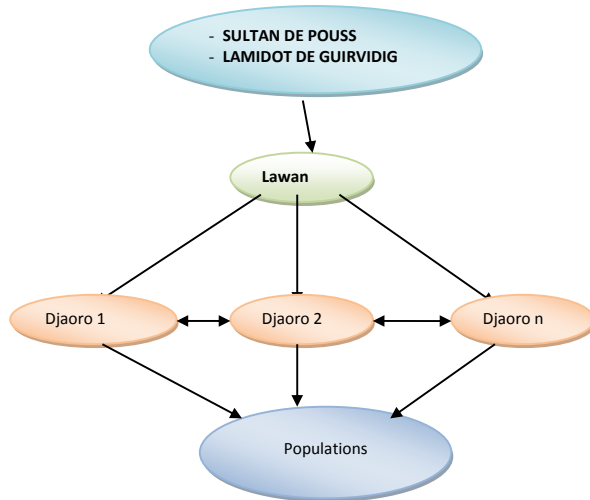 - SULTAN DE POUSS
- LAMIDOT DE GUIRVIDIG
Lawan
Djaoro 1
Djaoro 2
Djaoro n
Populations